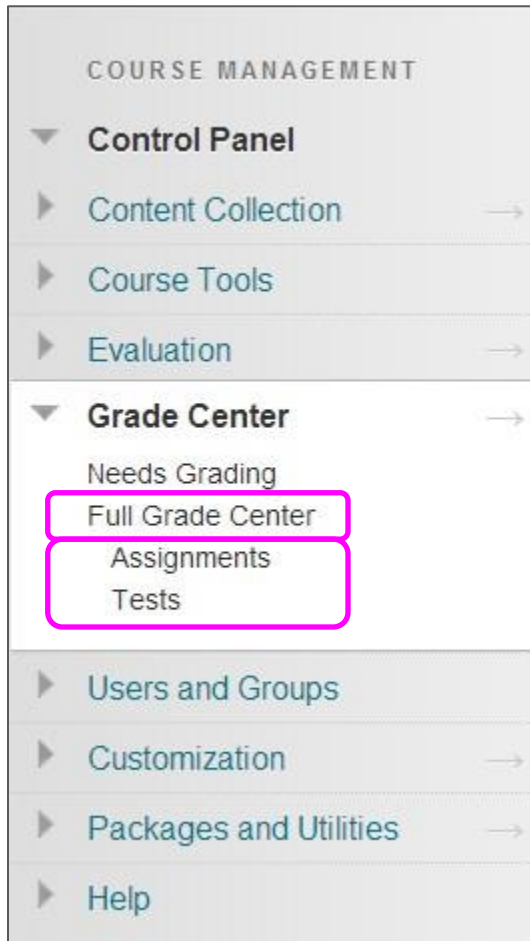 COURSE MANAGEMENT
Control Panel
Content Collection
Course Tools
Evaluation
Grade Center
Needs Grading
Full Grade Center
Assignments
Tests
Users and Groups
Customization
Packages and Utilities
Help